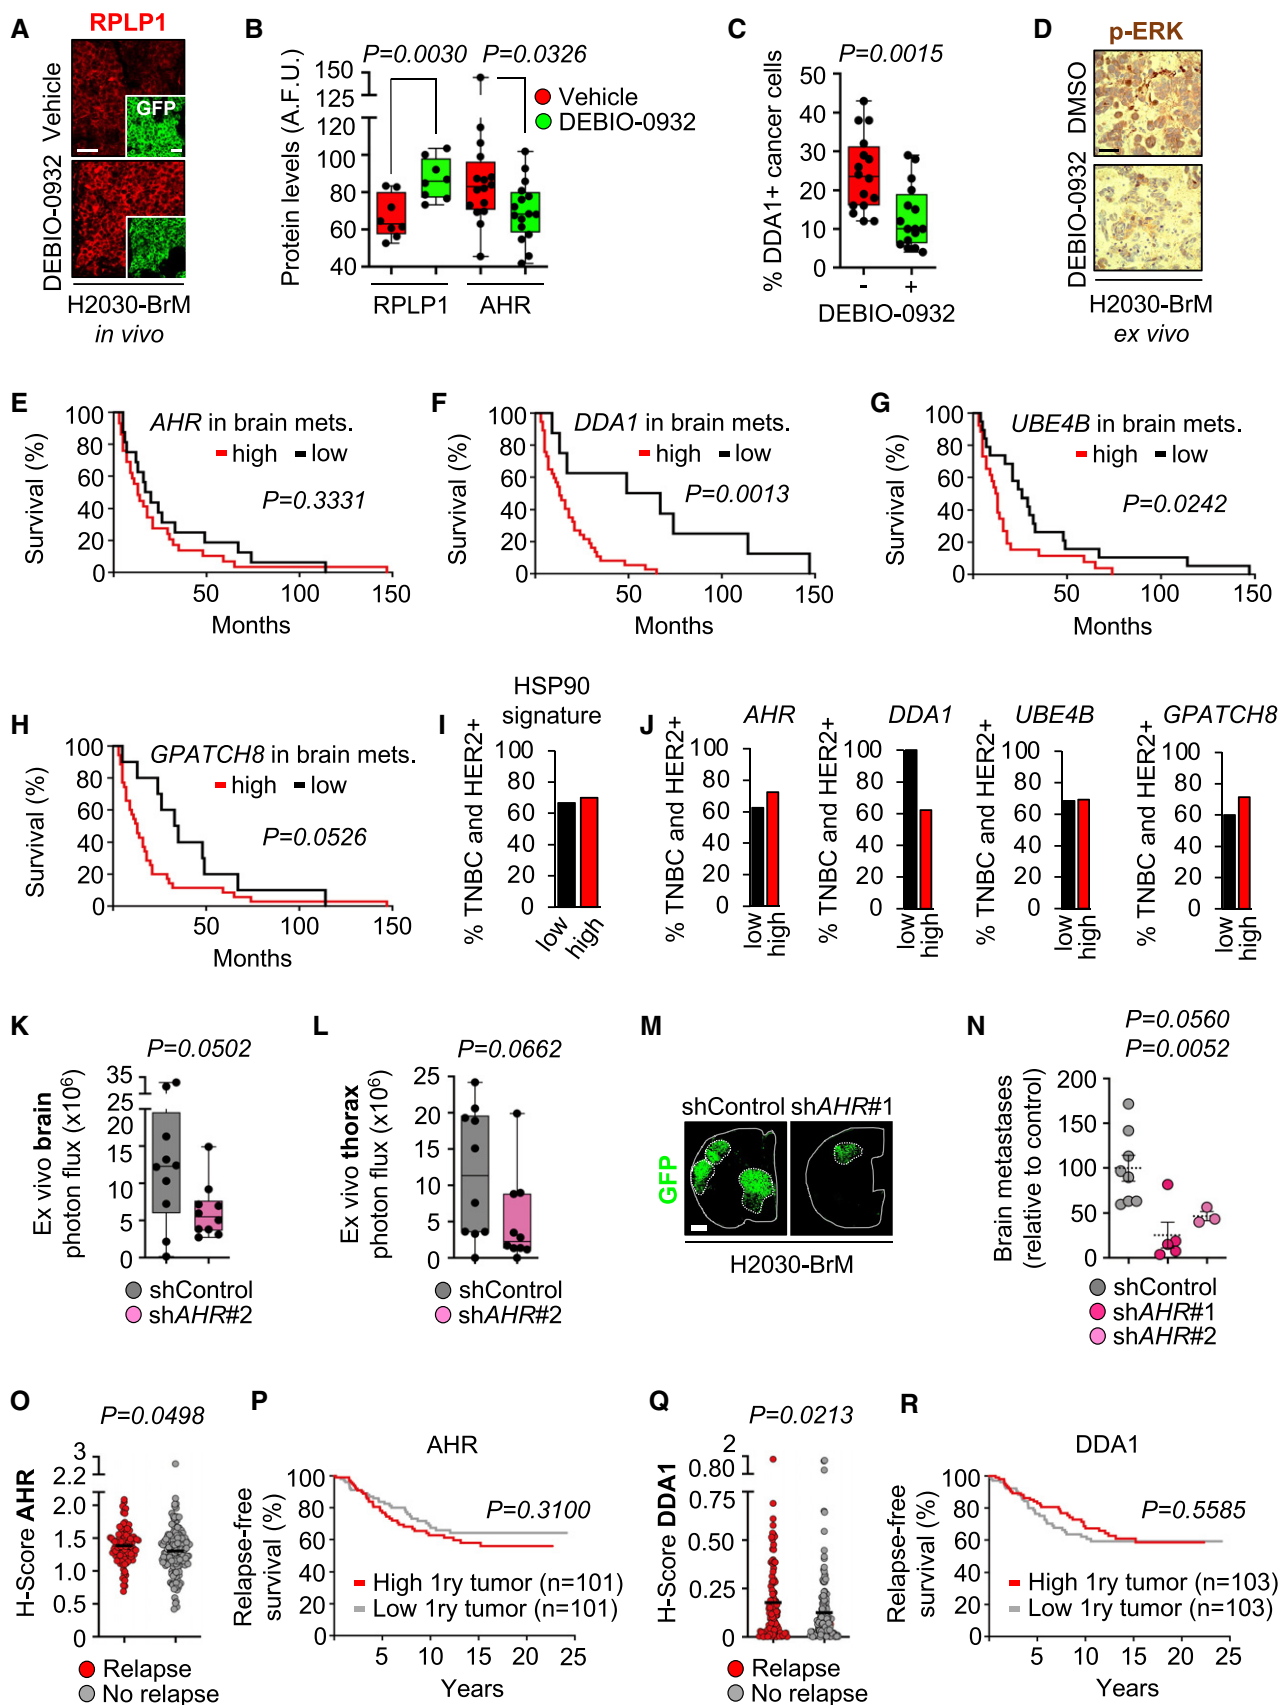 A
RPLP1
Vehicle
GFP
DEBIO-0932
H2030-BrM
in vivo
B
P=0.0030 P=0.0326
Protein levels (A.F.U.)
150
120
120
100
80
60
40
Vehicle
DEBIO-0932
RPLP1 AHR
C
P=0.0015
% DDA1+ cancer cells
50
40
30
20
10
0
- +
DEBIO-0932
D
p-ERK
DMSO
DEBIO-0932
H2030-BrM
ex vivo
E
AHR in brain mets.
high low
P=0.3331
Survival (%)
100
80
60
40
20
0
50 100 150
Months
F
DDA1 in brain mets.
high low
P=0.0013
Survival (%)
100
80
60
40
20
0
50 100 150
Months
G
UBE4B in brain mets.
high low
P=0.0242
Survival (%)
100
80
60
40
20
0
50 100 150
Months
H
GPATCH8 in brain mets.
high low
P=0.0526
Survival (%)
100
80
60
40
20
0
50 100 150
Months
I
HSP90
signature
% TNBC and HER2+
100
80
60
40
20
0
low
high
J
AHR
% TNBC and HER2+
100
80
60
40
20
0
low
high
DDA1
% TNBC and HER2+
100
80
60
40
20
0
low
high
UBE4B
% TNBC and HER2+
100
80
60
40
20
0
low
high
GPATCH8
% TNBC and HER2+
100
80
60
40
20
0
low
high
K
P=0.0502
Ex vivo brain
photon flux (x10⁶)
35
25
25
20
15
10
5
0
shControl
shAHR#2
L
P=0.0662
Ex vivo thorax
photon flux (x10⁶)
25
20
15
10
5
0
shControl
shAHR#2
M
shControl shAHR#1
GFP
H2030-BrM
N
P=0.0560
P=0.0052
Brain metastases
(relative to control)
200
150
100
50
0
shControl
shAHR#1
shAHR#2
O
P=0.0498
H-Score AHR
3
2.2
2.0
1.5
1.0
0.5
0
Relapse
No relapse
P
AHR
P=0.3100
Relapse-free
survival (%)
100
80
60
40
20
0
High 1ry tumor (n=101)
Low 1ry tumor (n=101)
5 10 15 20 25
Years
Q
P=0.0213
H-Score DDA1
2
0.80
0.75
0.50
0.25
0
Relapse
No relapse
R
DDA1
P=0.5585
Relapse-free
survival (%)
100
80
60
40
20
0
High 1ry tumor (n=103)
Low 1ry tumor (n=103)
5 10 15 20 25
Years